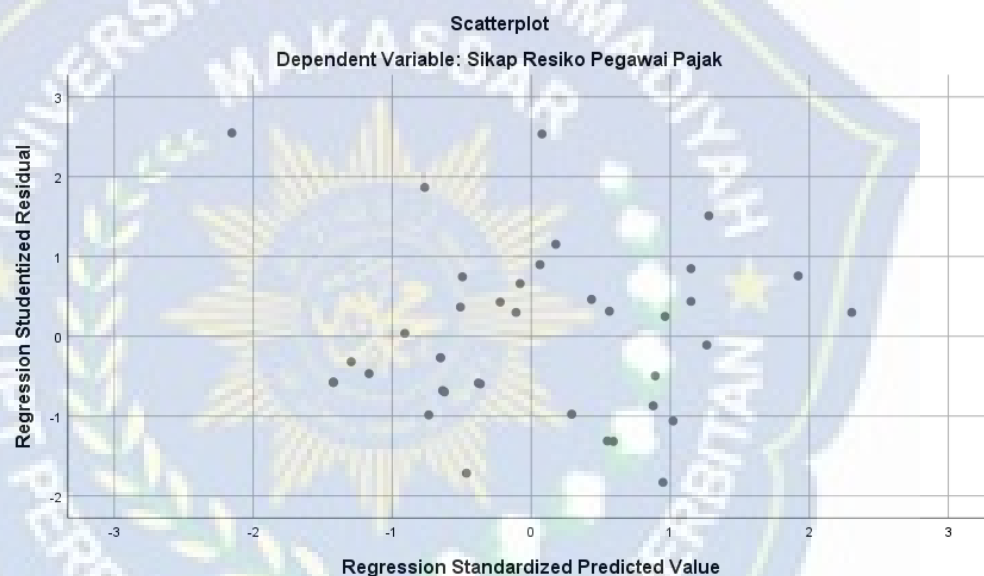 Scatterplot
Dependent Variable: Sikap Resiko Pegawai Pajak
MAKASSAR
Regression Studentized Residual
3
2
1
0
-1
-2
-3
-2
-1
0
1
2
3
Regression Standardized Predicted Value